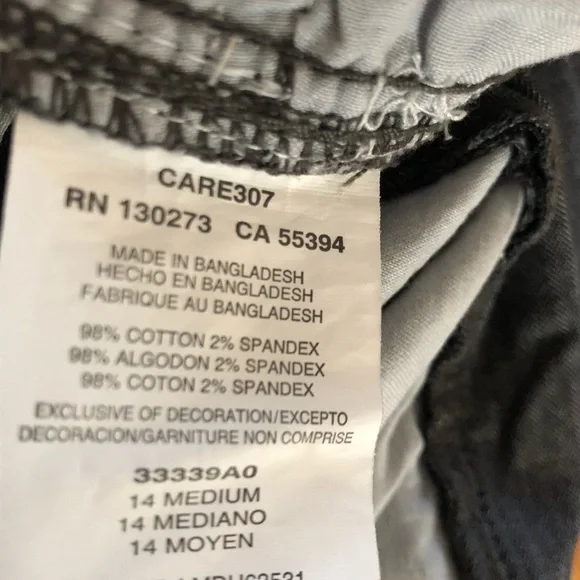 CARE307
RN 130273 CA 55394
MADE IN BANGLADESH
HECHO EN BANGLADESH
FABRIQUE AU BANGLADESH
98% COTTON 2% SPANDEX
98% ALGODON 2% SPANDEX
98% COTON 2% SPANDEX
EXCLUSIVE OF DECORATION/EXCEPTO
DECORACION/GARNITURE NON COMPRISE
33339A0
14 MEDIUM
14 MEDIANO
14 MOYEN